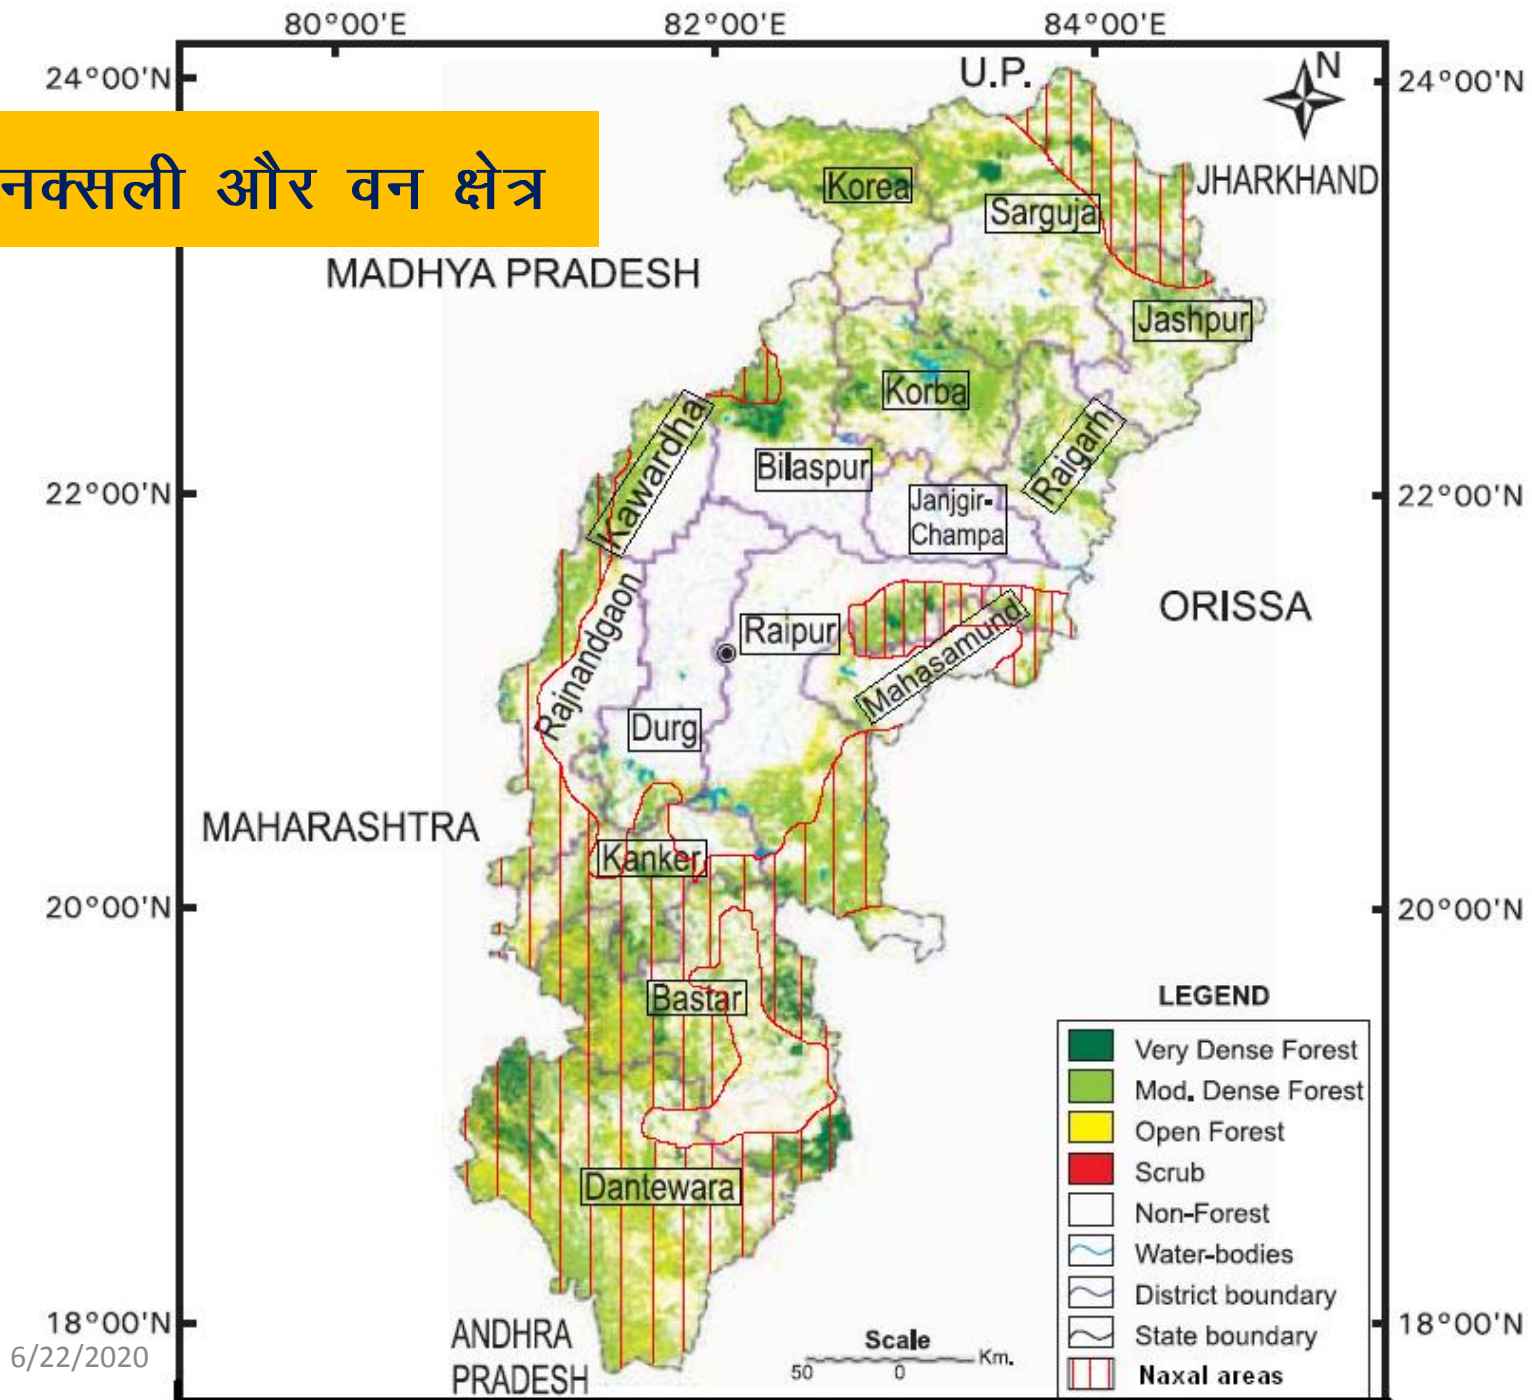 80°00'E 82°00'E 84°00'E
24°00'N
U.P.
N
24°00'N
नक्सली और वन क्षेत्र
Korea
JHARKHAND
Sarguja
MADHYA PRADESH
Jashpur
Korba
Kawardha
Raigarh
Bilaspur
22°00'N
22°00'N
Janjgir-
Champa
Rajnandgaon
ORISSA
Raipur
Mahasamund
Durg
MAHARASHTRA
Kanker
20°00'N
20°00'N
Bastar
LEGEND
Very Dense Forest
Mod. Dense Forest
Open Forest
Scrub
Non-Forest
Water-bodies
District boundary
State boundary
Naxal areas
Dantewara
18°00'N
18°00'N
ANDHRA
PRADESH
Scale
50 0 Km.
6/22/2020